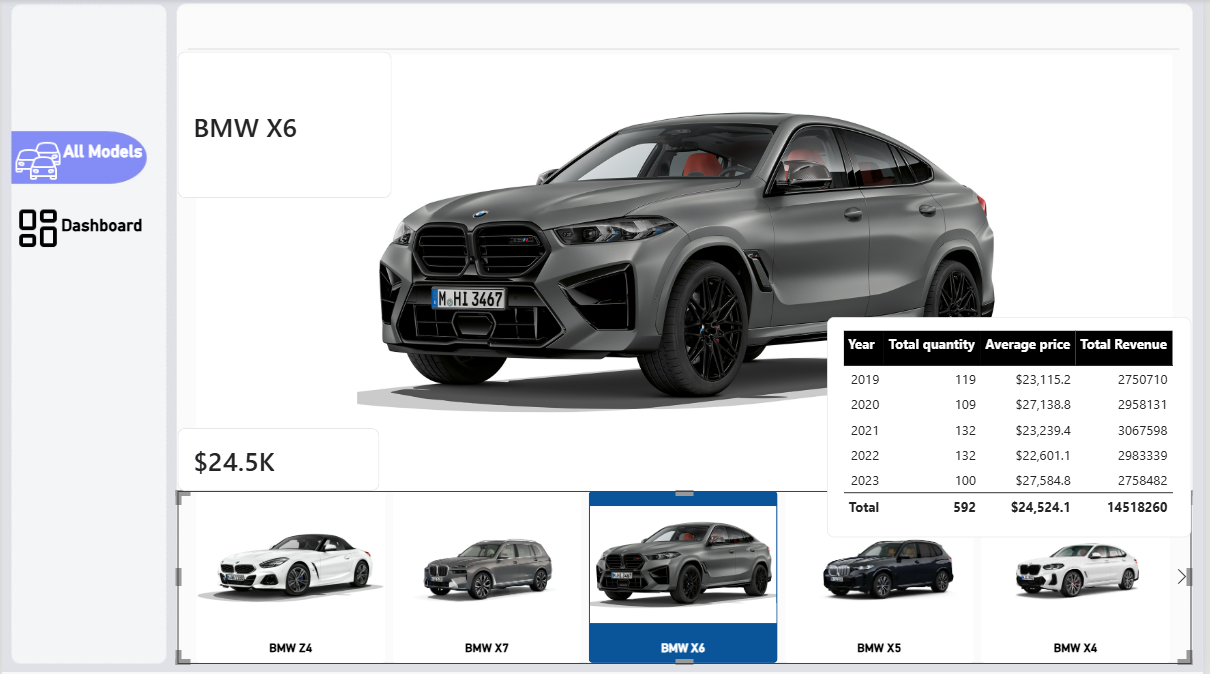 All Models
Dashboard
BMW X6
M HI 3467
$24.5K
Year Total quantity Average price Total Revenue
2019 119 $23,115.2 2750710
2020 109 $27,138.8 2958131
2021 132 $23,239.4 3067598
2022 132 $22,601.1 2983339
2023 100 $27,584.8 2758482
Total 592 $24,524.1 14518260
BMW Z4
BMW X7
BMW X6
BMW X5
BMW X4